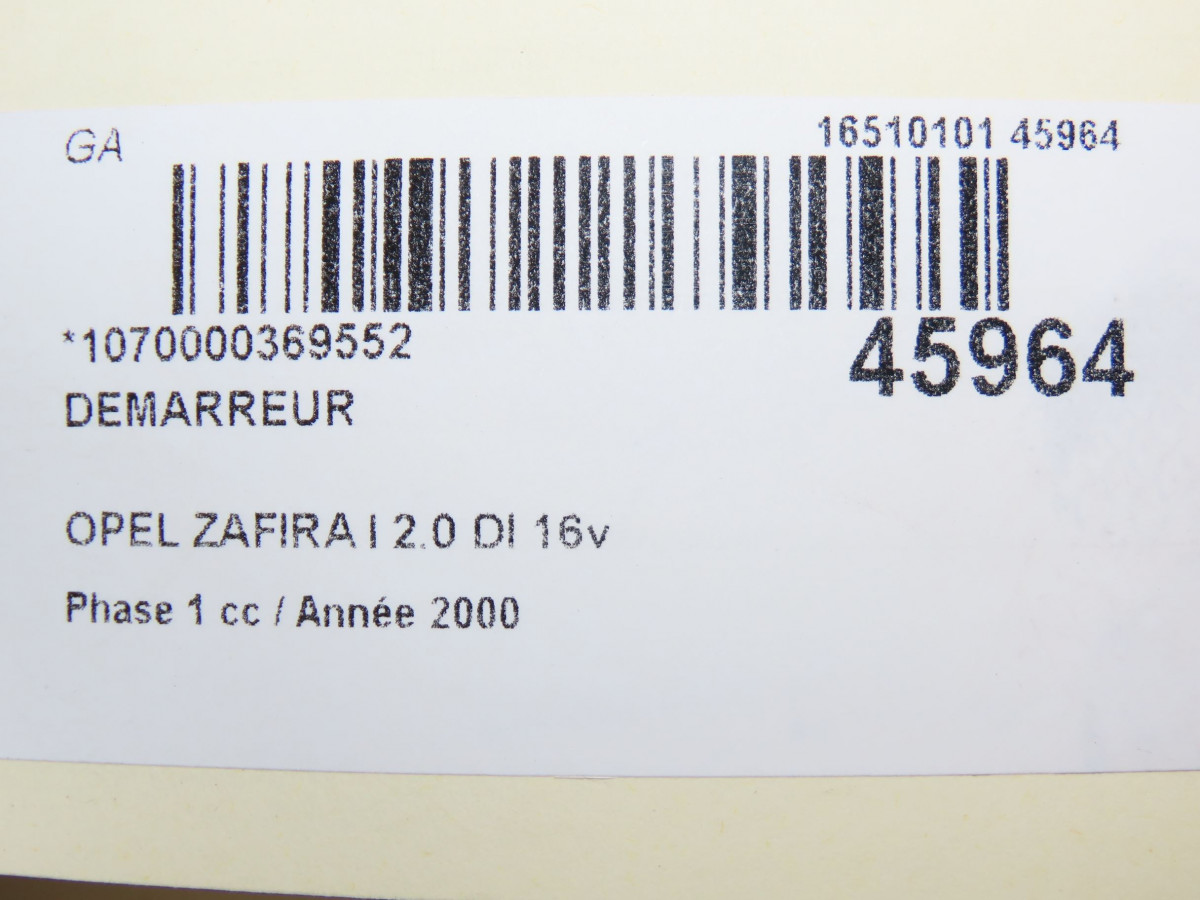 GA
16510101 45964
*1070000369552
45964
DEMARREUR
OPEL ZAFIRA I 2.0 DI 16v
Phase 1 cc / Année 2000